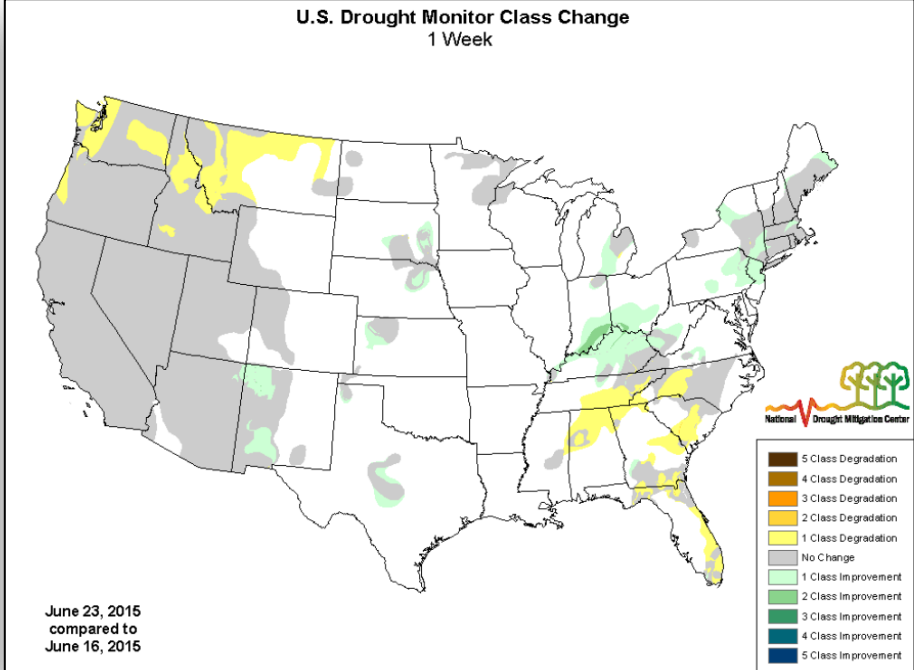 U.S. Drought Monitor Class Change
1 Week
National Drought Mitigation Center
5 Class Degradation
4 Class Degradation
3 Class Degradation
2 Class Degradation
1 Class Degradation
No Change
1 Class Improvement
2 Class Improvement
3 Class Improvement
4 Class Improvement
5 Class Improvement
June 23, 2015
compared to
June 16, 2015